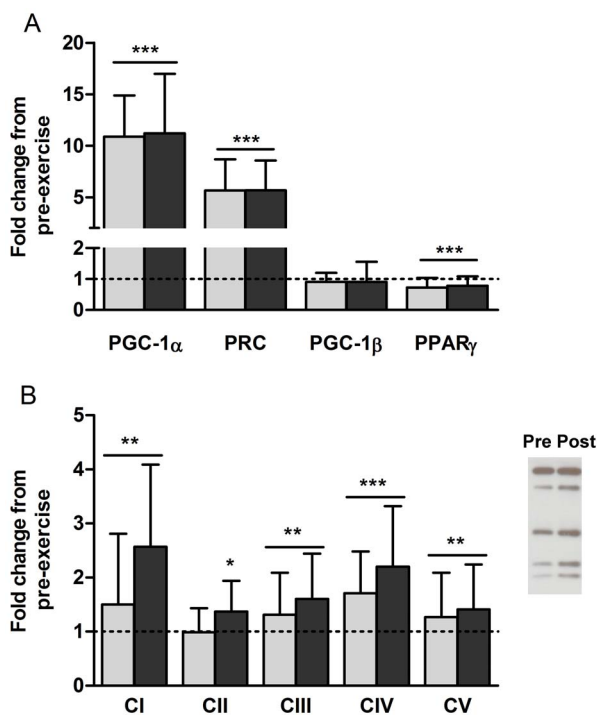 A
Fold change from
pre-exercise
20
15
10
5
2
1
0
***
***
***
PGC-1α PRC PGC-1β PPARγ
B
Fold change from
pre-exercise
5
4
3
2
1
0
**
*
**
***
**
CI CII CIII CIV CV
Pre Post